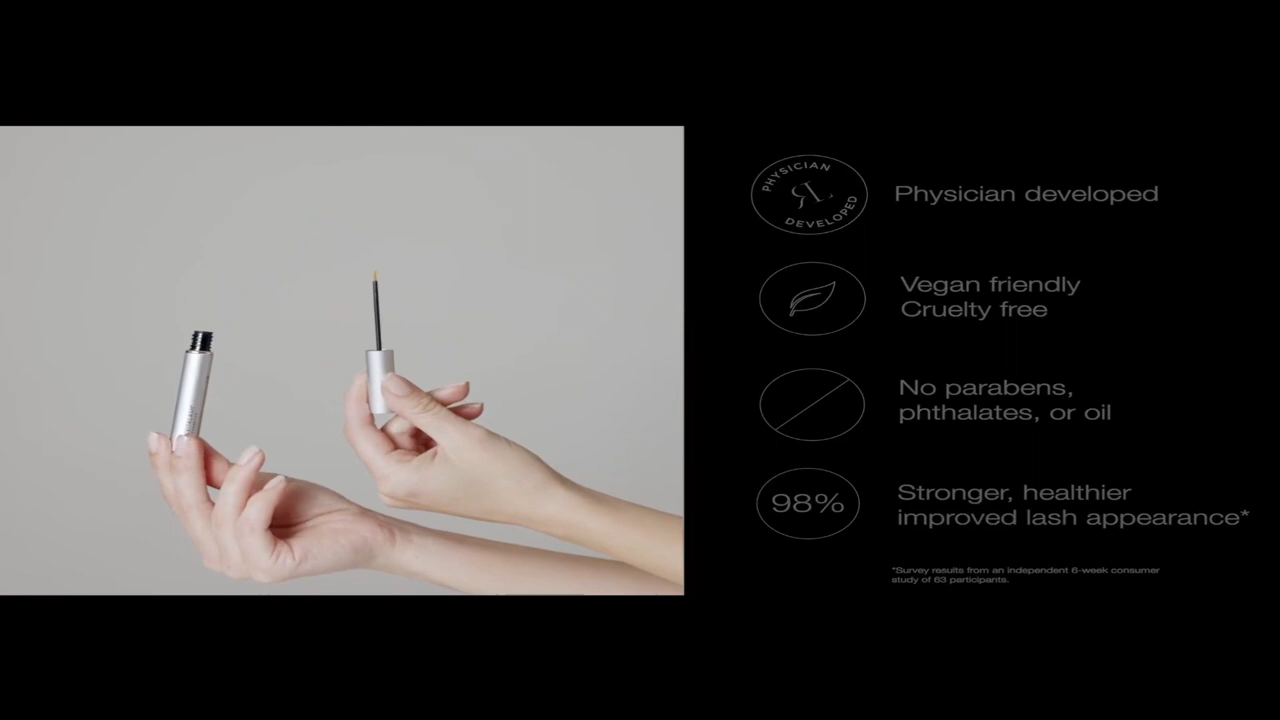 PHYSICIAN
RL
DEVELOPED
Physician developed
Vegan friendly
Cruelty free
No parabens,
phthalates, or oil
98%
Stronger, healthier
improved lash appearance*
*Survey results from an independent 6-week consumer
study of 63 participants.